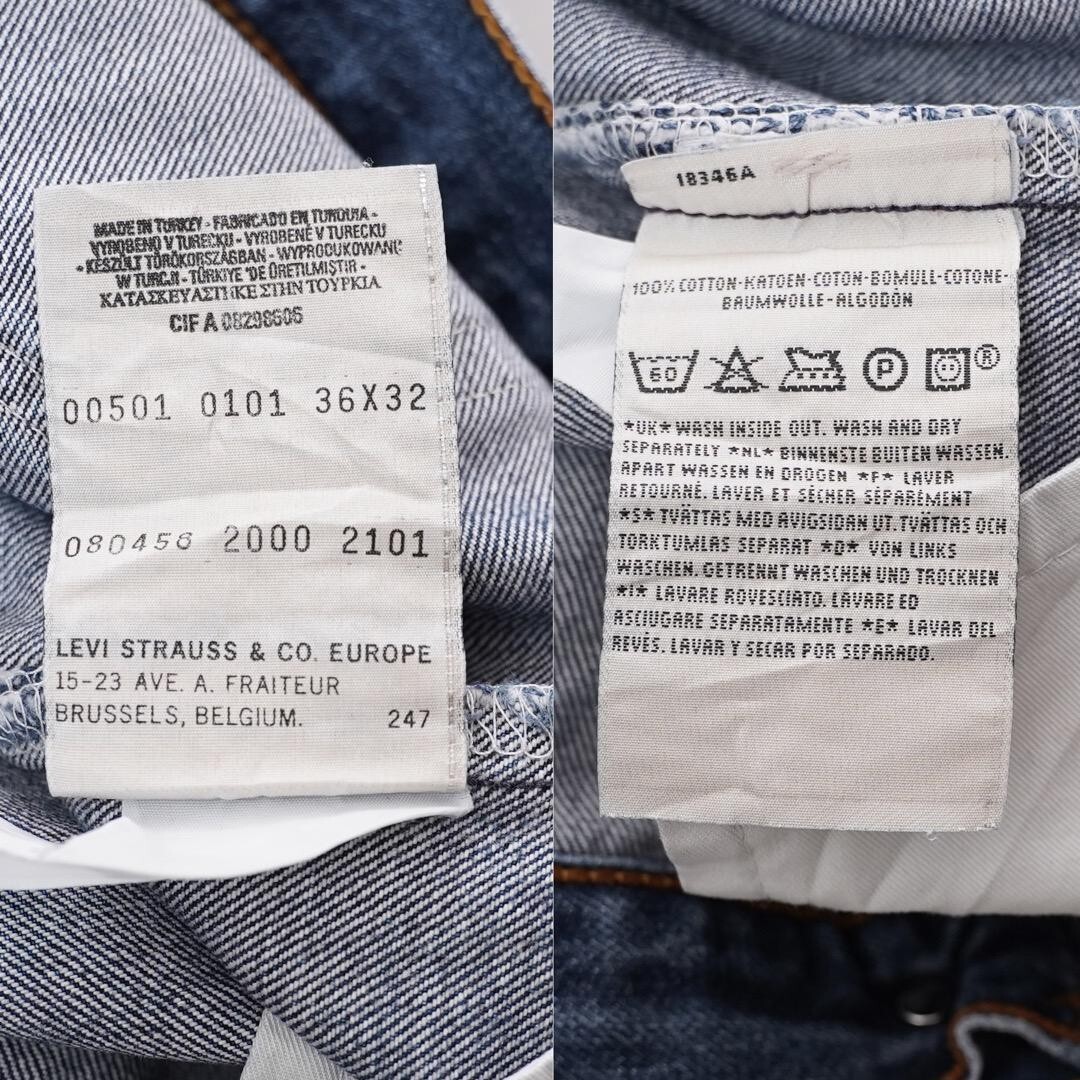 MADE IN TURKEY - FABRICADO EN TURQUIA -
VYROBENO V TURECKU - VYROBENÉ V TURECKU
- KÉSZÜLT TÖRÖKORSZÁGBAN - WYPRODUKOWANE
W TURCJI - TÜRKİYE 'DE ÜRETİLMİŞTİR -
ΚΑΤΑΣΚΕΥΑΣΤΗΚΕ ΣΤΗΝ ΤΟΥΡΚΙΑ
CIF A
00501 0101 36X32
080456 2000 2101
LEVI STRAUSS & CO. EUROPE
15-23 AVE. A. FRAITEUR
BRUSSELS, BELGIUM. 247
18346A
100% COTTON-KATOEN-COTON-BOMULL-COTONE-
BAUMWOLLE-ALGODÓN
60 P ®
*UK* WASH INSIDE OUT. WASH AND DRY
SEPARATELY *NL* BINNENSTE BUITEN WASSEN.
APART WASSEN EN DROGEN *F* LAVER
RETOURNÉ. LAVER ET SÉCHER SÉPARÉMENT
*S* TVÄTTAS MED AVIGSIDAN UT. TVÄTTAS OCH
TORKTUMLAS SEPARAT *D* VON LINKS
WASCHEN. GETRENNT WASCHEN UND TROCKNEN
*I* LAVARE ROVESCIATO. LAVARE ED
ASCIUGARE SEPARATAMENTE *E* LAVAR DEL
REVÉS. LAVAR Y SECAR POR SEPARADO.